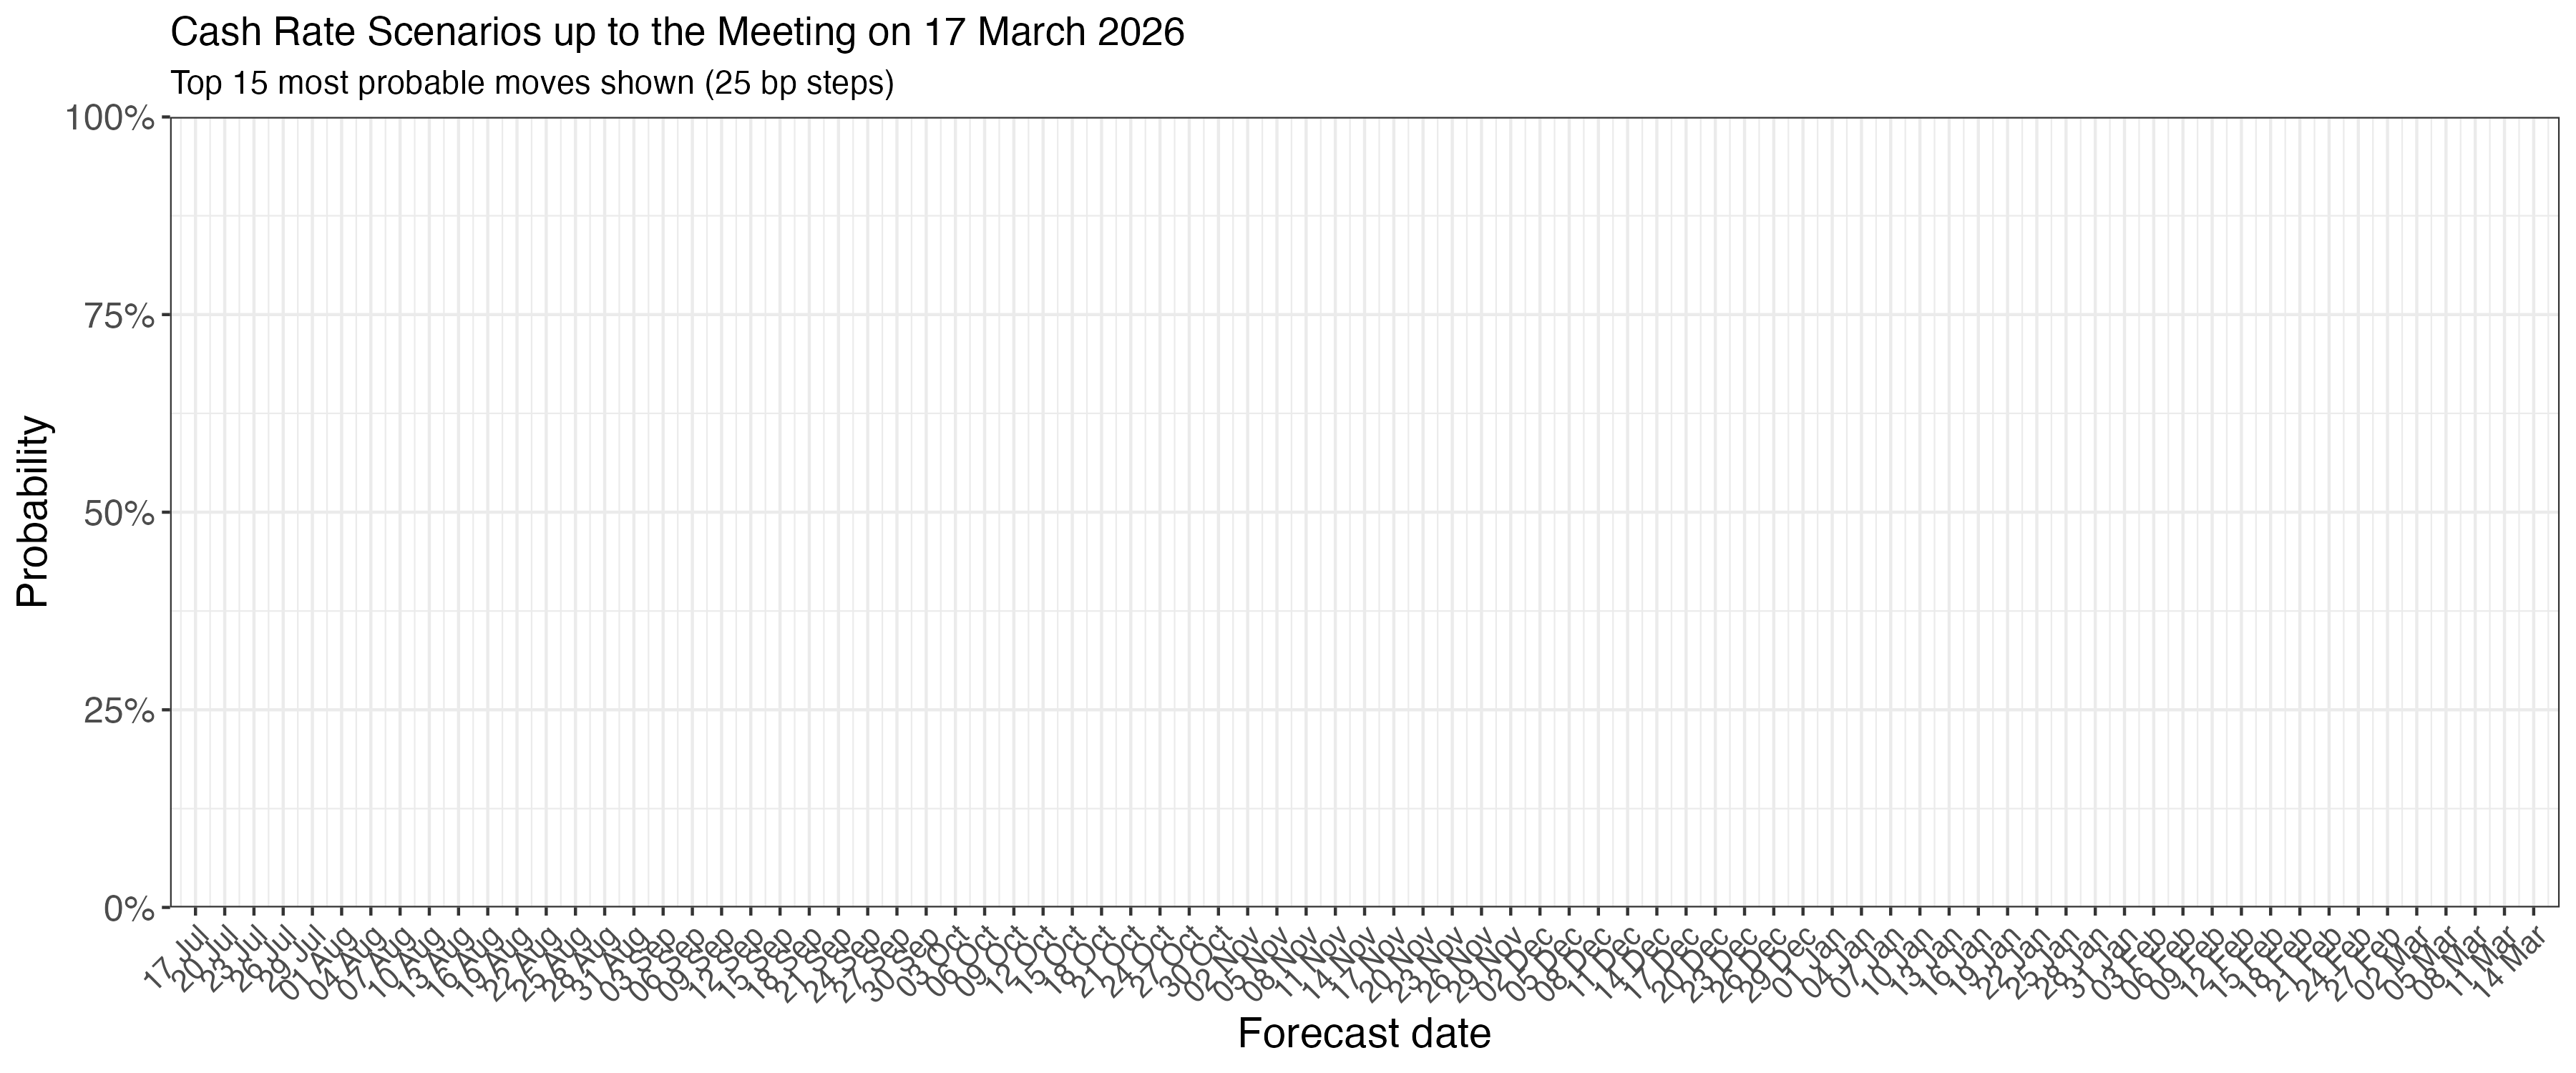 Cash Rate Scenarios up to the Meeting on 17 March 2026
Top 15 most probable moves shown (25 bp steps)
100%
75%
50%
25%
0%
Probability
17 Jul
20 Jul
23 Jul
26 Jul
29 Jul
01 Aug
04 Aug
07 Aug
10 Aug
13 Aug
16 Aug
19 Aug
22 Aug
25 Aug
28 Aug
31 Aug
03 Sep
06 Sep
09 Sep
12 Sep
15 Sep
18 Sep
21 Sep
24 Sep
27 Sep
30 Sep
03 Oct
06 Oct
09 Oct
12 Oct
15 Oct
18 Oct
21 Oct
24 Oct
27 Oct
30 Oct
02 Nov
05 Nov
08 Nov
11 Nov
14 Nov
17 Nov
20 Nov
23 Nov
26 Nov
29 Nov
02 Dec
05 Dec
08 Dec
11 Dec
14 Dec
17 Dec
20 Dec
23 Dec
26 Dec
29 Dec
01 Jan
04 Jan
07 Jan
10 Jan
13 Jan
16 Jan
19 Jan
22 Jan
25 Jan
28 Jan
31 Jan
03 Feb
06 Feb
09 Feb
12 Feb
15 Feb
18 Feb
21 Feb
24 Feb
27 Feb
02 Mar
05 Mar
08 Mar
11 Mar
14 Mar
Forecast date